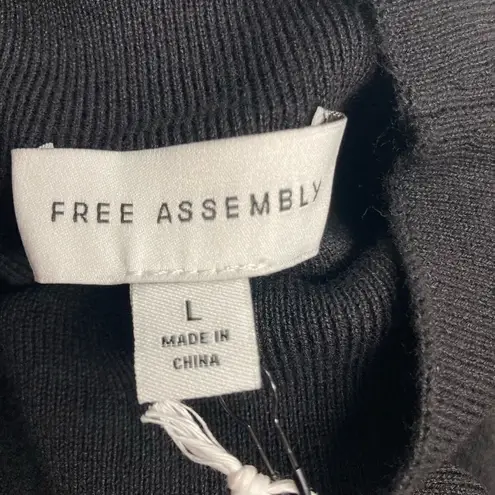 FREE ASSEMBLY
L
MADE IN
CHINA